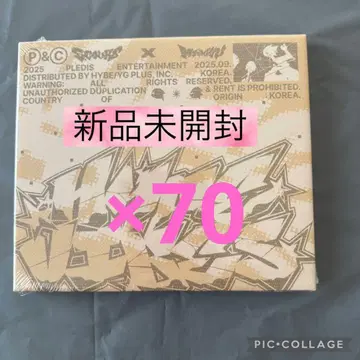 P&C
2025 PLEDIS ENTERTAINMENT 2025.09.
DISTRIBUTED BY HYBE/YG PLUS, INC. KOREA.
WARNING: ALL RIGHTS RESERVED.
UNAUTHORIZED DUPLICATION & RENT IS PROHIBITED.
COUNTRY OF ORIGIN KOREA.
新品未開封
×70
PIC•COLLAGE